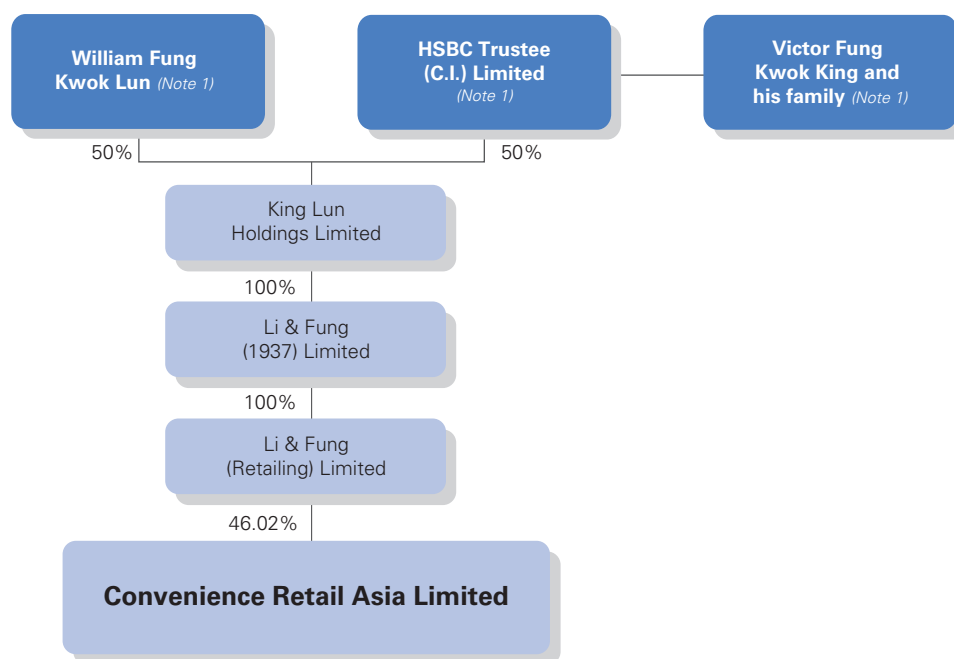 William Fung
Kwok Lun (Note 1)
HSBC Trustee
(C.I.) Limited
(Note 1)
Victor Fung
Kwok King and
his family (Note 1)
50%
50%
King Lun
Holdings Limited
100%
Li & Fung
(1937) Limited
100%
Li & Fung
(Retailing) Limited
46.02%
Convenience Retail Asia Limited